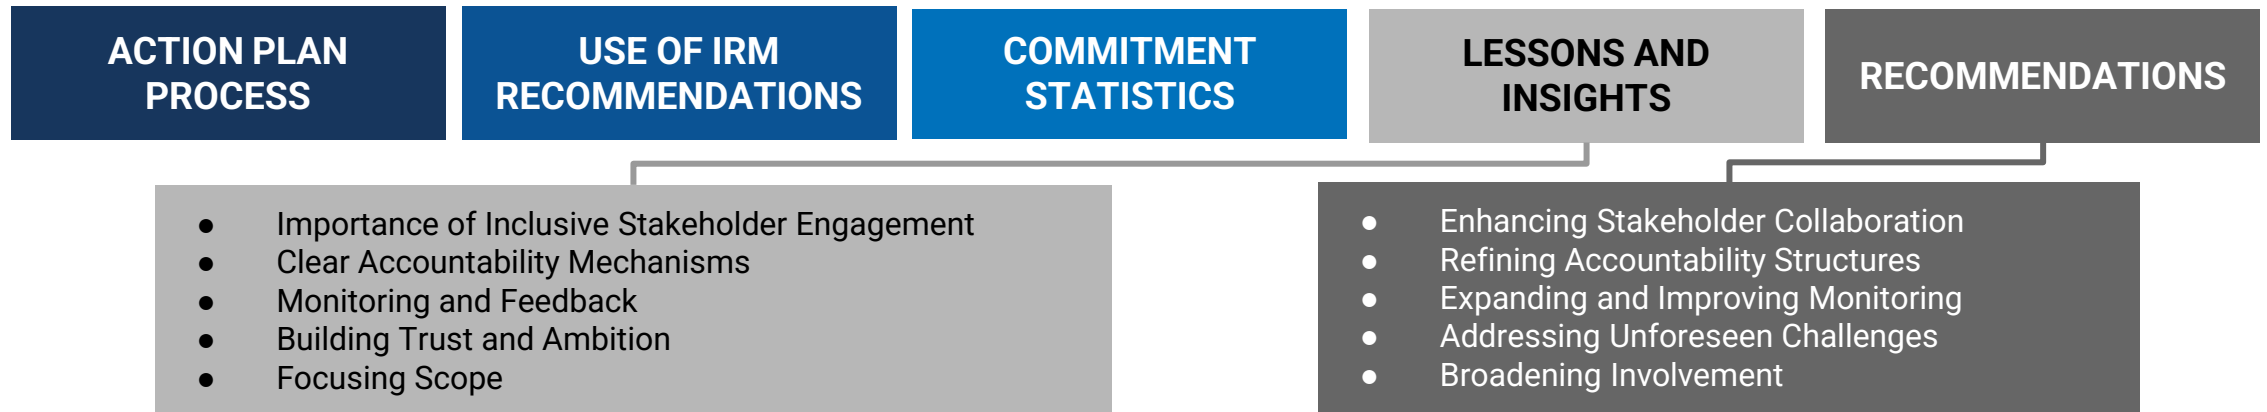 ACTION PLAN
PROCESS
USE OF IRM
RECOMMENDATIONS
COMMITMENT
STATISTICS
LESSONS AND
INSIGHTS
RECOMMENDATIONS
● Importance of Inclusive Stakeholder Engagement
● Clear Accountability Mechanisms
● Monitoring and Feedback
● Building Trust and Ambition
● Focusing Scope
● Enhancing Stakeholder Collaboration
● Refining Accountability Structures
● Expanding and Improving Monitoring
● Addressing Unforeseen Challenges
● Broadening Involvement